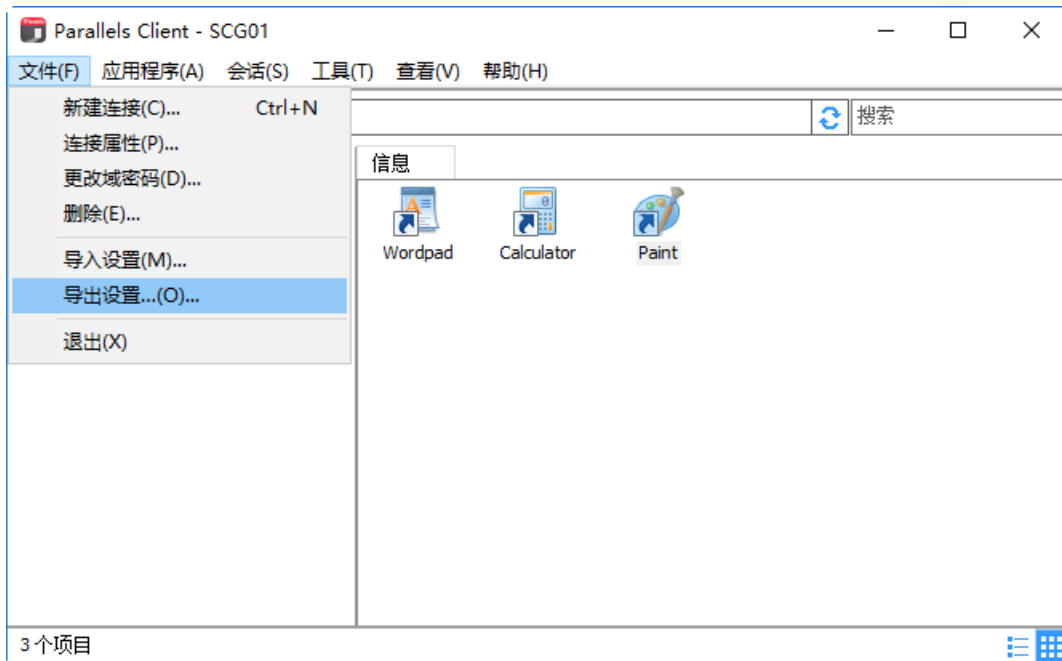 Parallels Client - SCG01
文件(F) 应用程序(A) 会话(S) 工具(T) 查看(V) 帮助(H)
新建连接(C)... Ctrl+N
连接属性(P)...
更改域密码(D)...
删除(E)...
导入设置(M)...
导出设置...(O)...
退出(X)
搜索
信息
Wordpad Calculator Paint
3 个项目